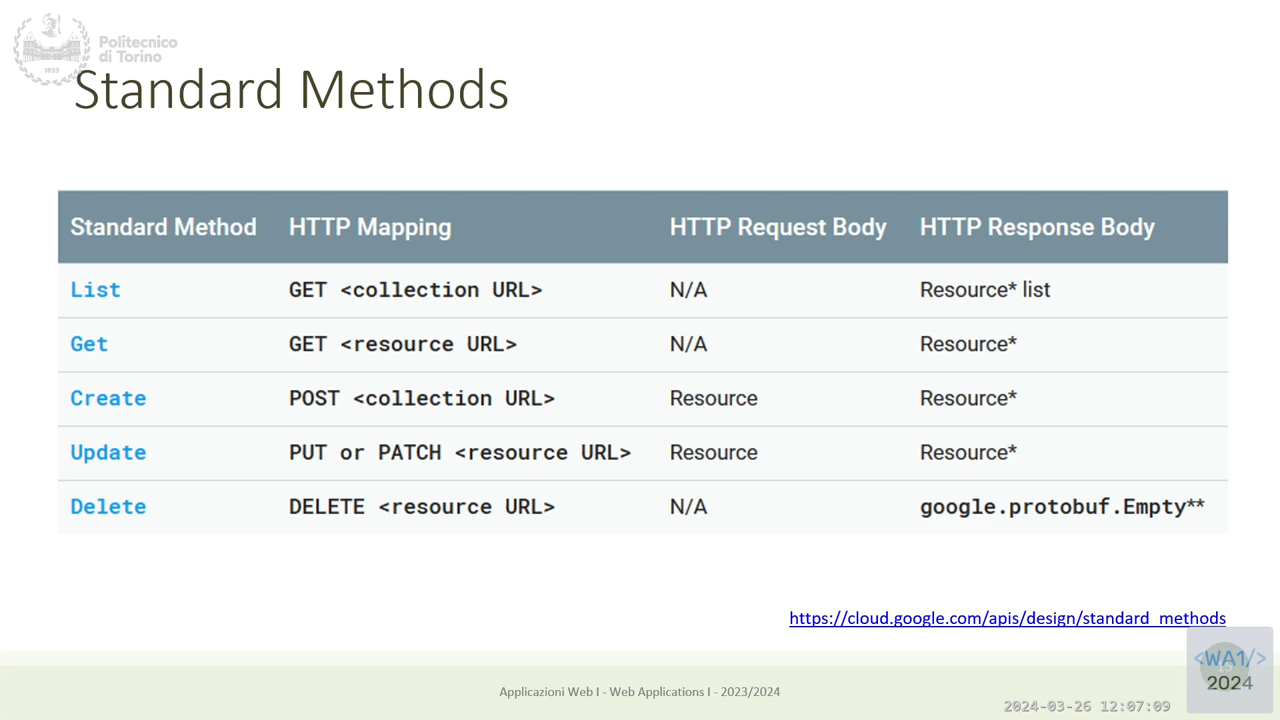 Politecnico
di Torino
1859
Standard Methods
Standard Method HTTP Mapping HTTP Request Body HTTP Response Body
List GET <collection URL> N/A Resource* list
Get GET <resource URL> N/A Resource*
Create POST <collection URL> Resource Resource*
Update PUT or PATCH <resource URL> Resource Resource*
Delete DELETE <resource URL> N/A google.protobuf.Empty**
https://cloud.google.com/apis/design/standard_methods
<WA1/>
2024
Applicazioni Web I - Web Applications I - 2023/2024
2024-03-26 12:07:09